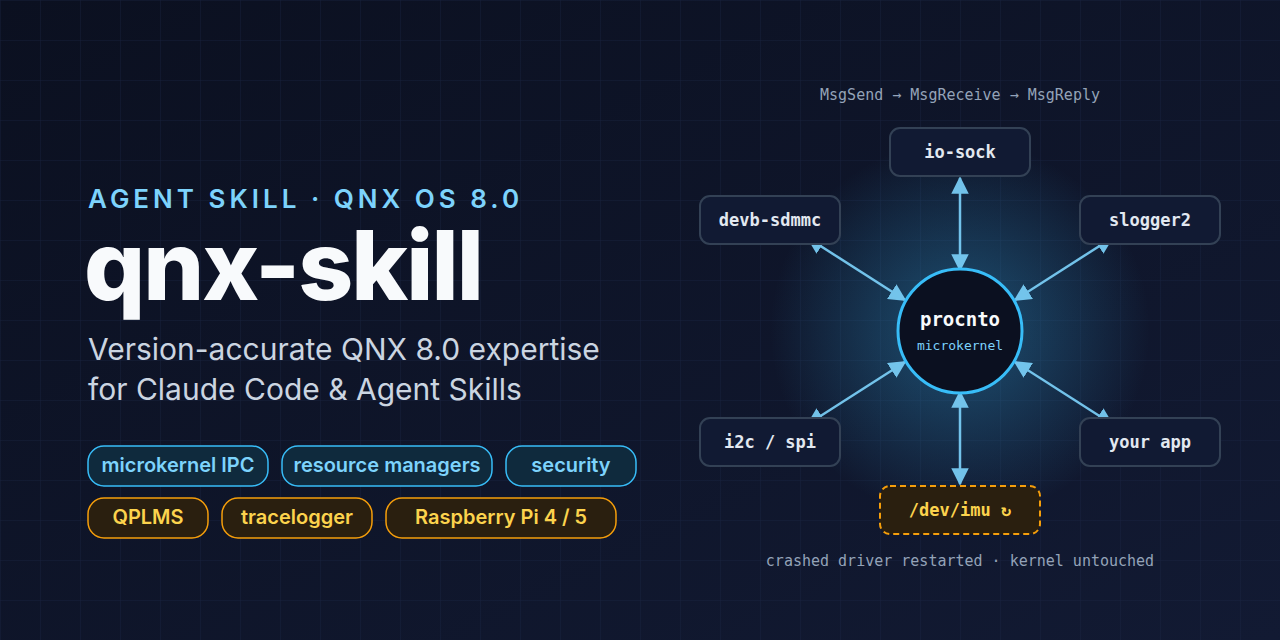 AGENT SKILL · QNX OS 8.0
qnx-skill
Version-accurate QNX 8.0 expertise
for Claude Code & Agent Skills
microkernel IPC
resource managers
security
QPLMS
tracelogger
Raspberry Pi 4 / 5
MsgSend → MsgReceive → MsgReply
io-sock
devb-sdmmc
slogger2
procnto
microkernel
i2c / spi
your app
/dev/imu ↻
crashed driver restarted · kernel untouched